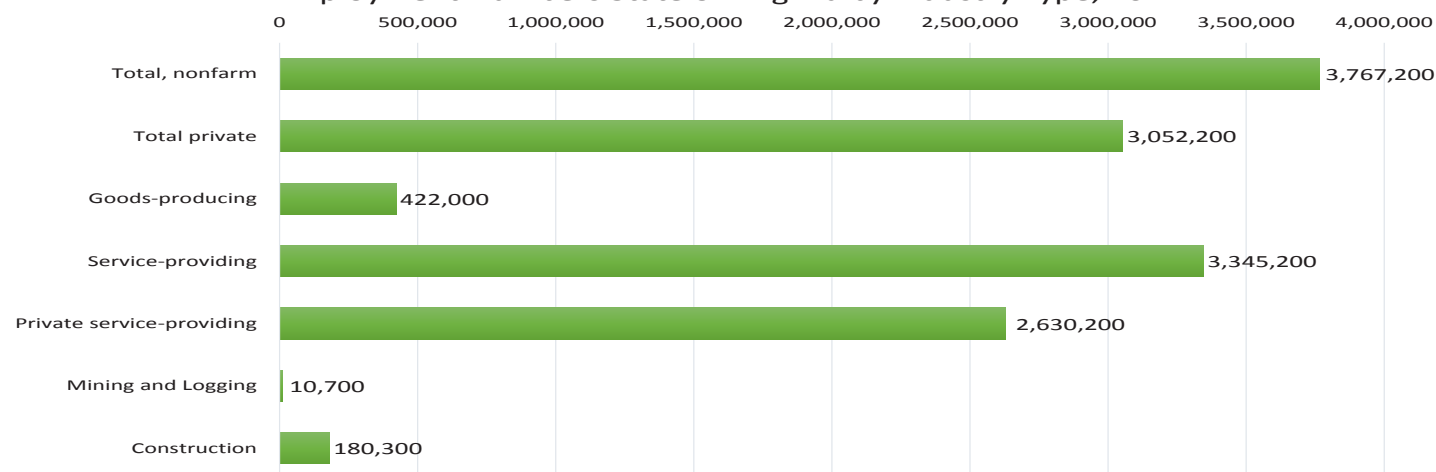 0 500,000 1,000,000 1,500,000 2,000,000 2,500,000 3,000,000 3,500,000 4,000,000
Total, nonfarm 3,767,200
Total private 3,052,200
Goods-producing 422,000
Service-providing 3,345,200
Private service-providing 2,630,200
Mining and Logging 10,700
Construction 180,300